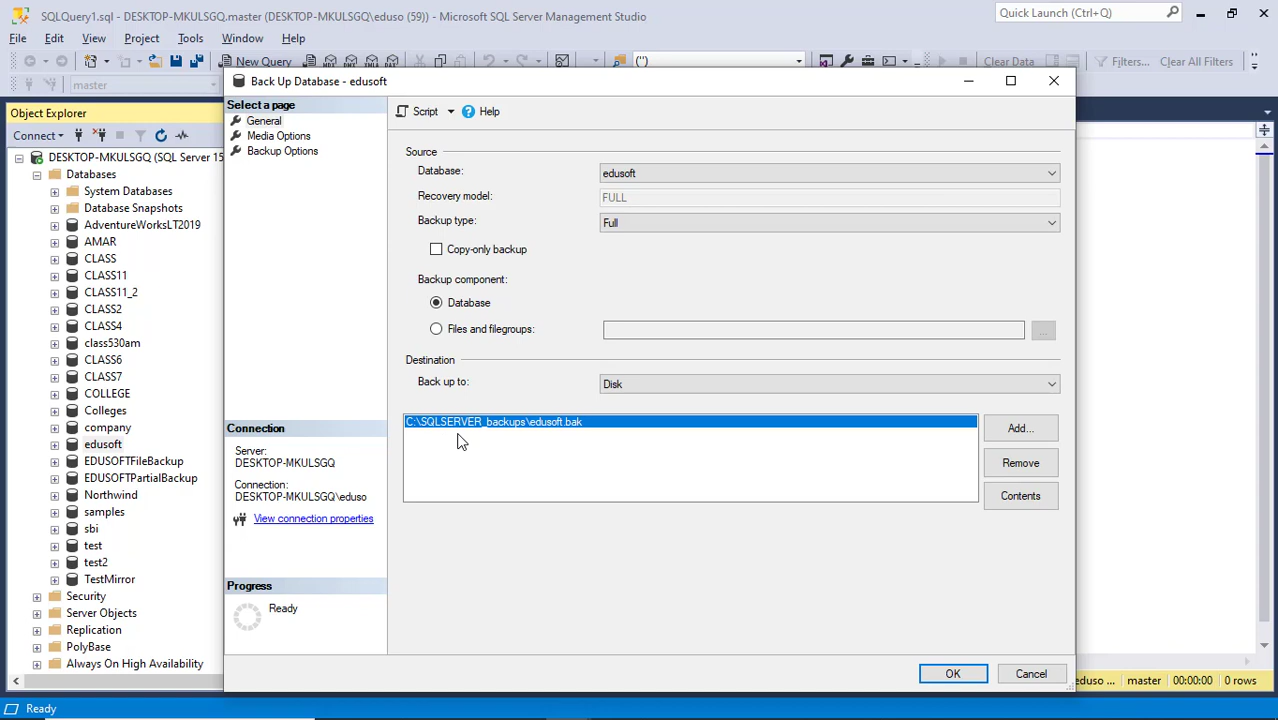 SQLQuery1.sql - DESKTOP-MKULSGQ.master (DESKTOP-MKULSGQ\eduso (59)) - Microsoft SQL Server Management Studio
Quick Launch (Ctrl+Q)
File Edit View Project Tools Window Help
New Query
MDX DMX XMLA DAX
('')
Clear Data
Filters...
Clear All Filters
master
Object Explorer
Connect
DESKTOP-MKULSGQ (SQL Server 15
Databases
System Databases
Database Snapshots
AdventureWorksLT2019
AMAR
CLASS
CLASS11
CLASS11_2
CLASS2
CLASS4
class530am
CLASS6
CLASS7
COLLEGE
Colleges
company
edusoft
EDUSOFTFileBackup
EDUSOFTPartialBackup
Northwind
samples
sbi
test
test2
TestMirror
Security
Server Objects
Replication
PolyBase
Always On High Availability
Back Up Database - edusoft
Select a page
General
Media Options
Backup Options
Connection
Server:
DESKTOP-MKULSGQ
Connection:
DESKTOP-MKULSGQ\eduso
View connection properties
Progress
Ready
Script
Help
Source
Database:
edusoft
Recovery model:
FULL
Backup type:
Full
Copy-only backup
Backup component:
Database
Files and filegroups:
...
Destination
Back up to:
Disk
C:\SQLSERVER_backups\edusoft.bak
Add...
Remove
Contents
OK
Cancel
eduso ...
master
00:00:00
0 rows
Ready